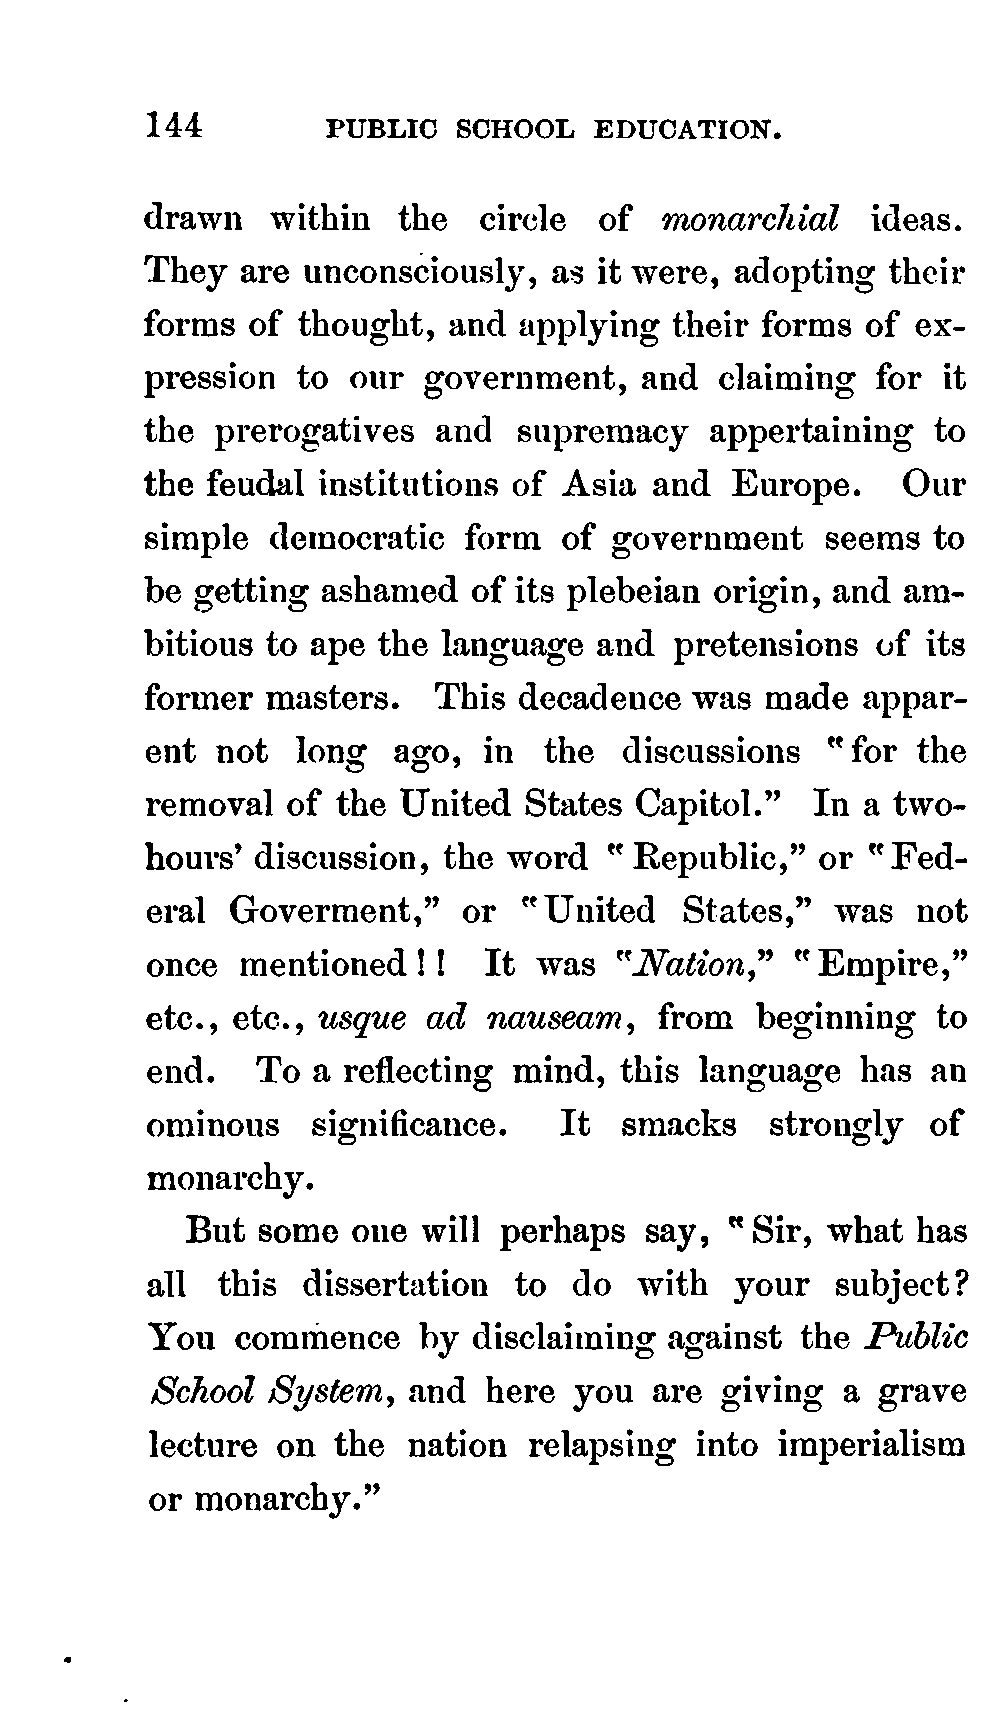 144 PUBLIC SCHOOL EDUCATION.
drawn within the circle of monarchial ideas.
They are unconsciously, as it were, adopting their
forms of thought, and applying their forms of ex-
pression to our government, and claiming for it
the prerogatives and supremacy appertaining to
the feudal institutions of Asia and Europe. Our
simple democratic form of government seems to
be getting ashamed of its plebeian origin, and am-
bitious to ape the language and pretensions of its
former masters. This decadence was made appar-
ent not long ago, in the discussions “for the
removal of the United States Capitol.” In a two-
hours’ discussion, the word “Republic,” or “Fed-
eral Goverment,” or “United States,” was not
once mentioned!! It was “Nation,” “Empire,”
etc., etc., usque ad nauseam, from beginning to
end. To a reflecting mind, this language has an
ominous significance. It smacks strongly of
monarchy.
But some one will perhaps say, “Sir, what has
all this dissertation to do with your subject?
You commence by disclaiming against the Public
School System, and here you are giving a grave
lecture on the nation relapsing into imperialism
or monarchy.”